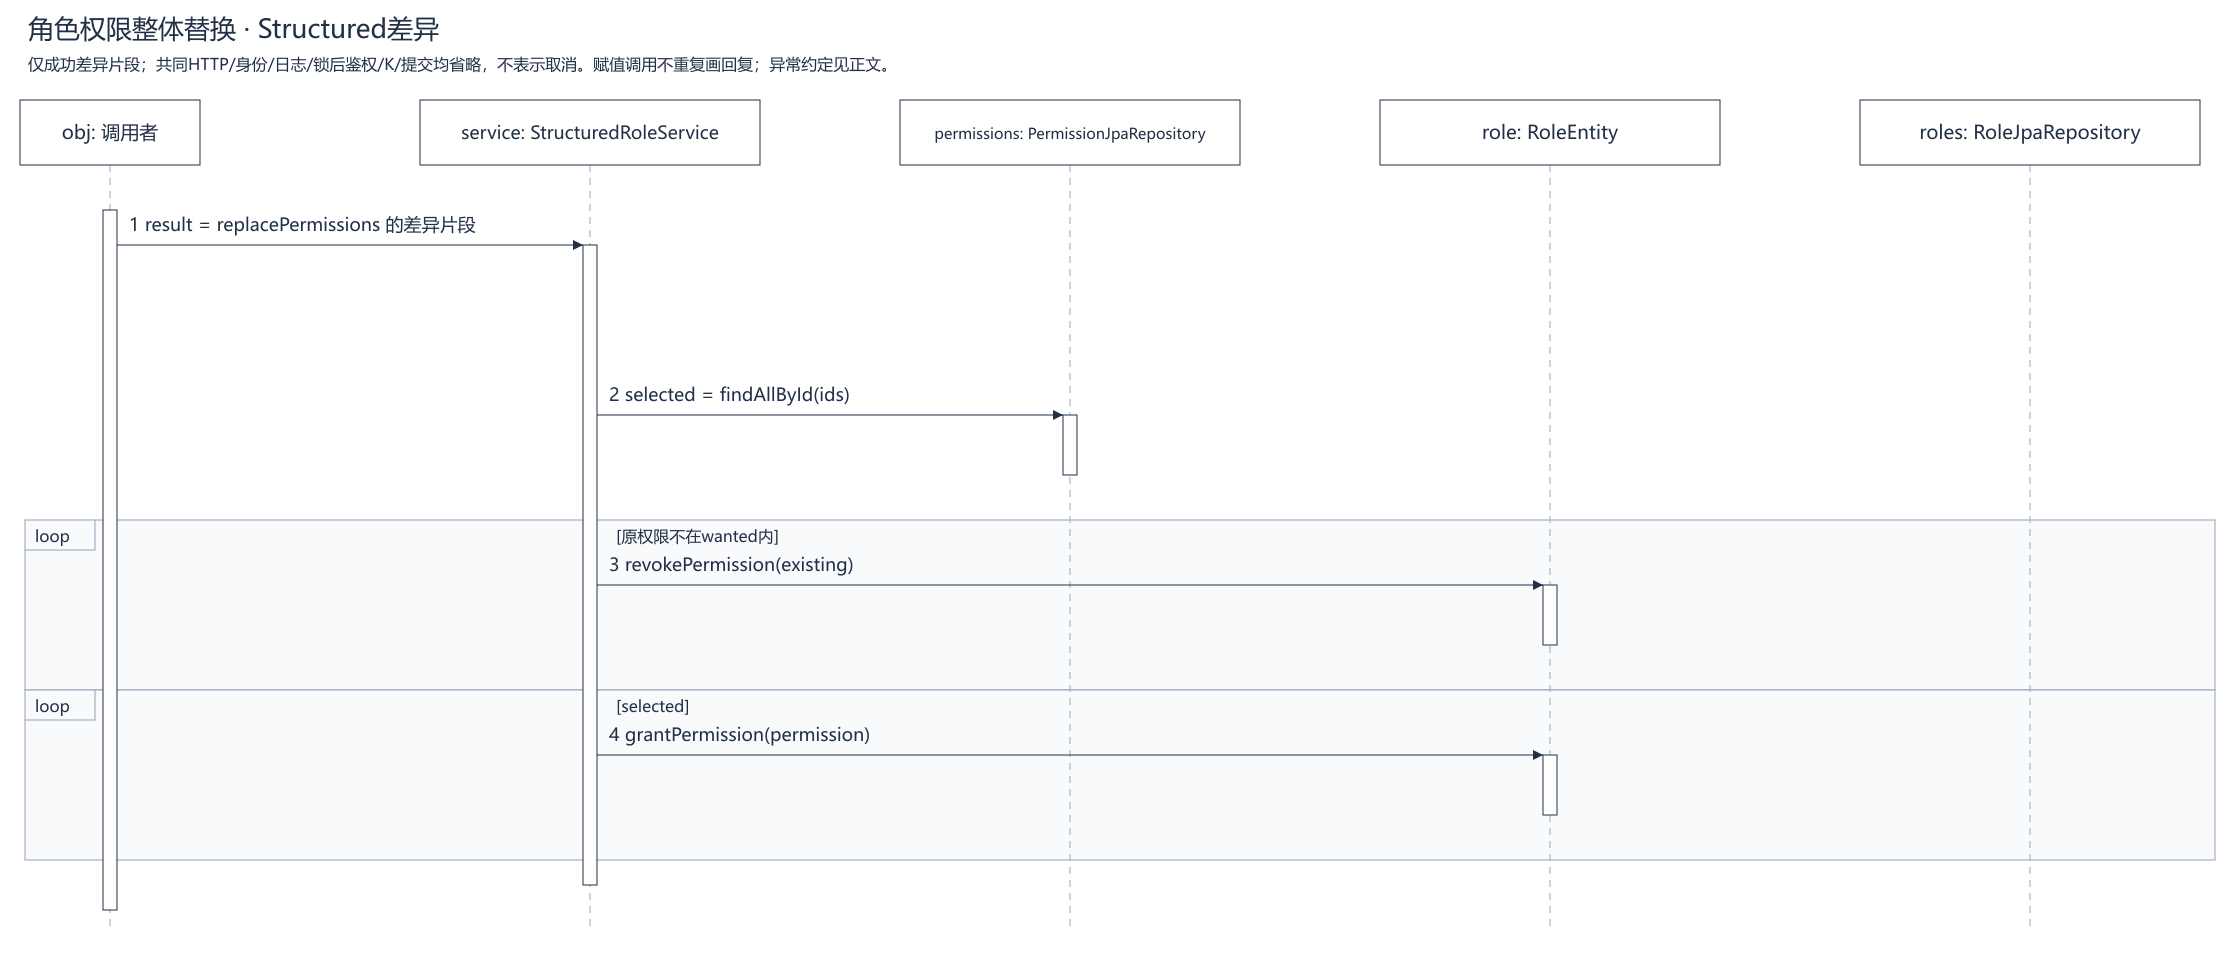 角色权限整体替换 · Structured差异
仅成功差异片段；共同HTTP/身份/日志/锁后鉴权/K/提交均省略，不表示取消。赋值调用不重复画回复；异常约定见正文。
obj: 调用者
service: StructuredRoleService
permissions: PermissionJpaRepository
role: RoleEntity
roles: RoleJpaRepository
1 result = replacePermissions 的差异片段
2 selected = findAllById(ids)
loop
[原权限不在wanted内]
3 revokePermission(existing)
loop
[selected]
4 grantPermission(permission)